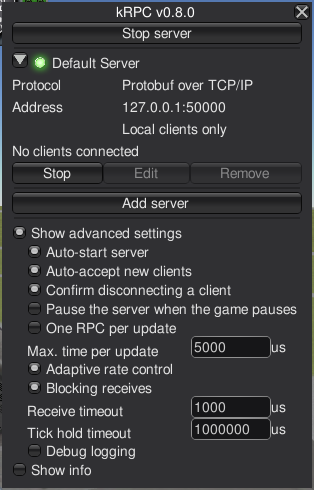 kRPC v0.8.0
Stop server
Default Server
Protocol Protobuf over TCP/IP
Address 127.0.0.1:50000
Local clients only
No clients connected
Stop Edit Remove
Add server
Show advanced settings
Auto-start server
Auto-accept new clients
Confirm disconnecting a client
Pause the server when the game pauses
One RPC per update
Max. time per update 5000 us
Adaptive rate control
Blocking receives
Receive timeout 1000 us
Tick hold timeout 1000000 us
Debug logging
Show info